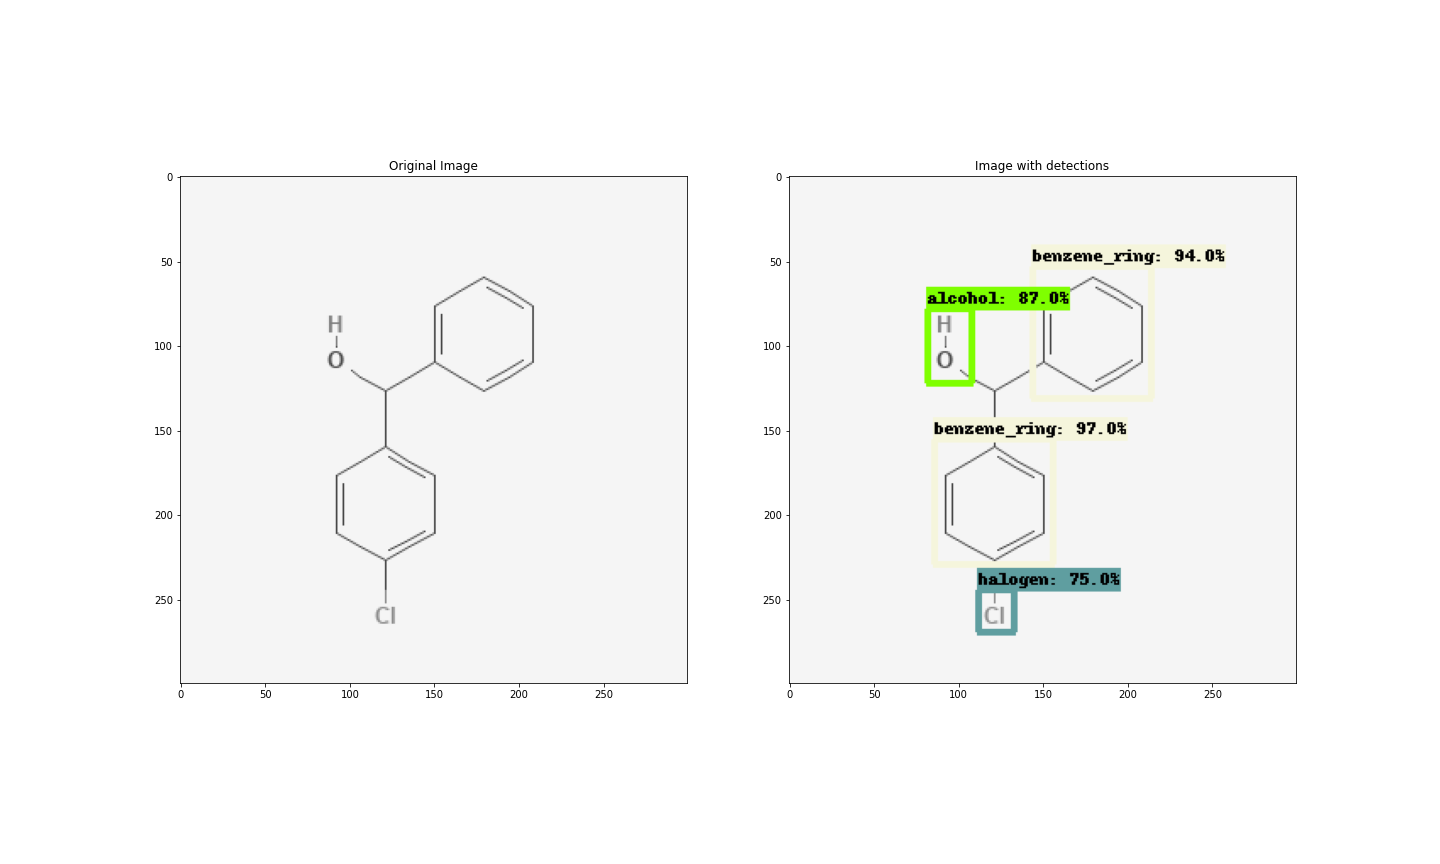 Original Image
0
50
100
150
200
250
0 50 100 150 200 250
H
O
Cl
Image with detections
0
50
100
150
200
250
0 50 100 150 200 250
benzene_ring: 94.0%
alcohol: 87.0%
H
O
benzene_ring: 97.0%
halogen: 75.0%
Cl